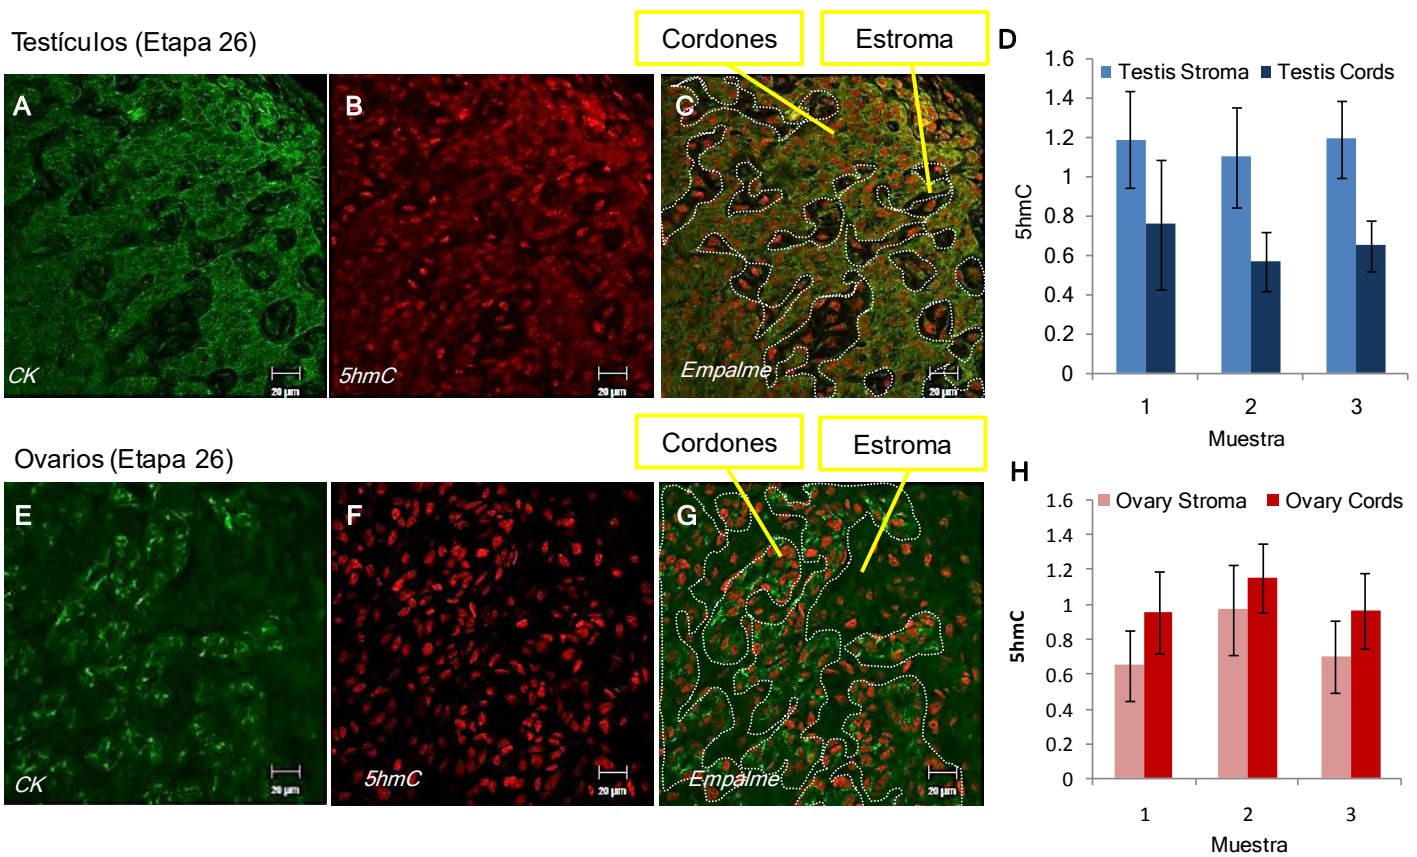 Testículos (Etapa 26)
Cordones
Estroma
A
CK
20 µm
B
5hmC
20 µm
C
Empalme
20 µm
D
1.6
1.4
1.2
1
0.8
0.6
0.4
0.2
0
5hmC
Testis Stroma
Testis Cords
1
2
3
Muestra
Ovarios (Etapa 26)
Cordones
Estroma
E
CK
20 µm
F
5hmC
20 µm
G
Empalme
20 µm
H
1.6
1.4
1.2
1
0.8
0.6
0.4
0.2
0
5hmC
Ovary Stroma
Ovary Cords
1
2
3
Muestra